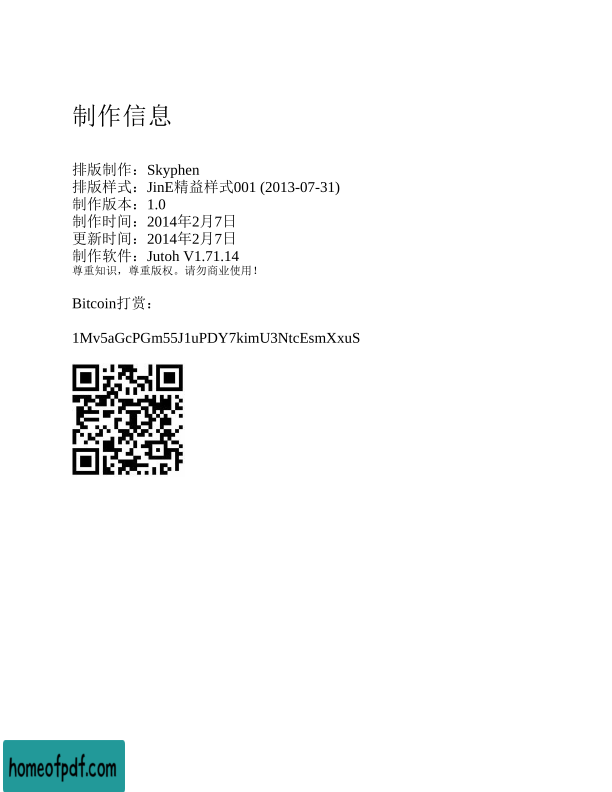 制作信息
排版制作：Skyphen
排版样式：JinE精益样式001 (2013-07-31)
制作版本：1.0
制作时间：2014年2月7日
更新时间：2014年2月7日
制作软件：Jutoh V1.71.14
尊重知识，尊重版权。请勿商业使用！
Bitcoin打赏：
1Mv5aGcPGm55J1uPDY7kimU3NtcEsmXxuS
homeofpdf.com